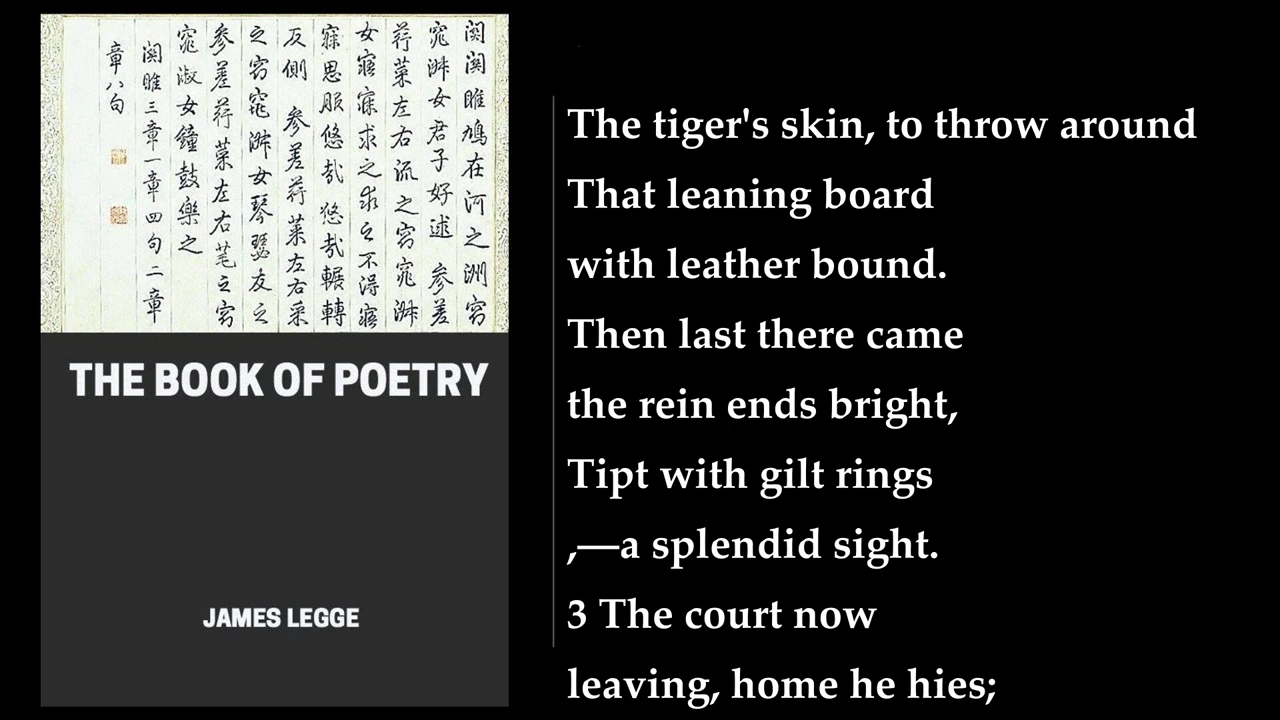 關關雎鳩在河之洲窈
窕淑女君子好逑 參差
荇菜左右流之窈窕淑
女寤寐求之求之不得寤
寐思服悠哉悠哉輾轉
反側 參差荇菜左右采
之窈窕淑女琴瑟友之
參差荇菜左右芼之窈
窕淑女鐘鼓樂之
關雎三章一章四句二章
章八句
THE BOOK OF POETRY
JAMES LEGGE
The tiger's skin, to throw around
That leaning board
with leather bound.
Then last there came
the rein ends bright,
Tipt with gilt rings
,—a splendid sight.
3 The court now
leaving, home he hies;